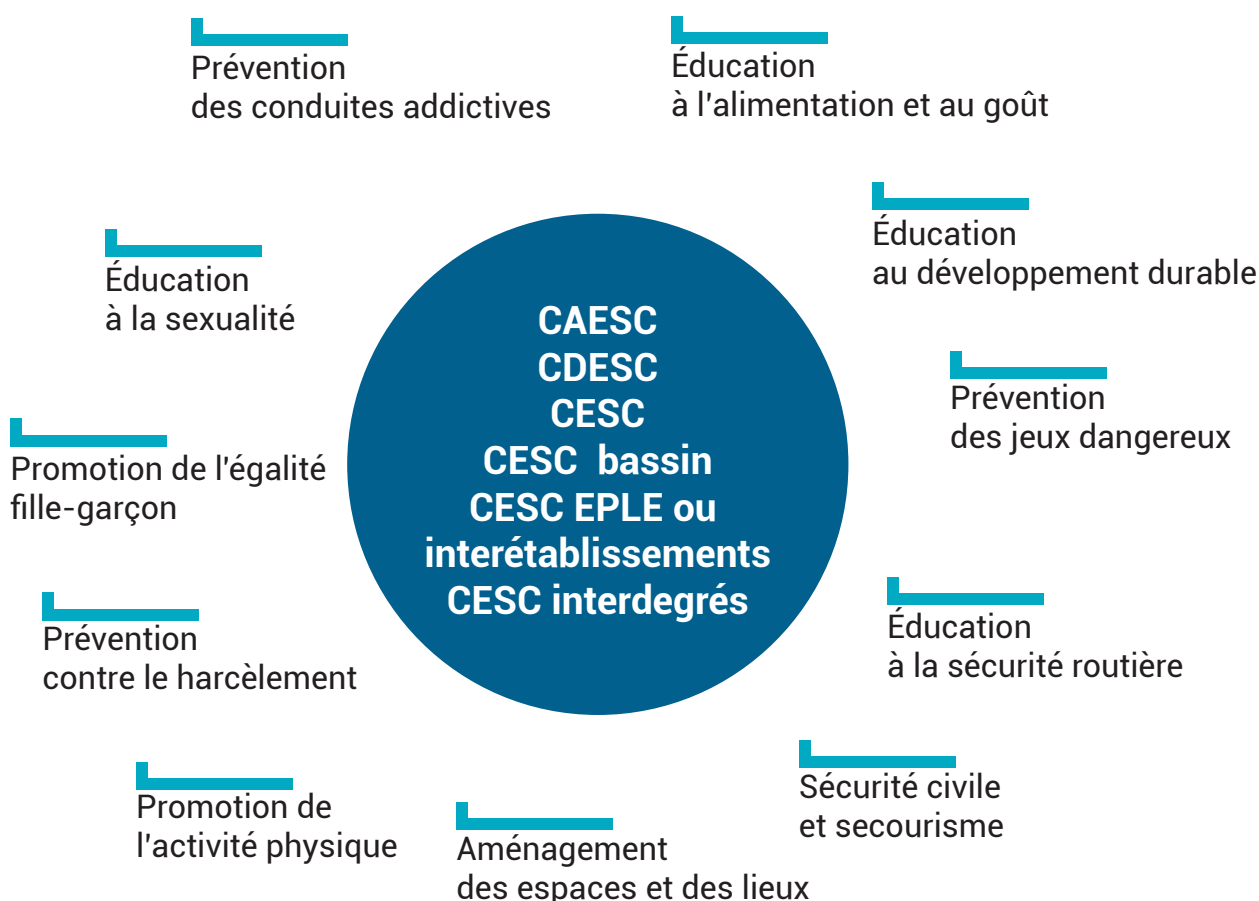 Prévention
des conduites addictives
Éducation
à l'alimentation et au goût
Éducation
au développement durable
Éducation
à la sexualité
CAESC
CDESC
CESC
CESC bassin
CESC EPLE ou
interétablissements
CESC interdegrés
Prévention
des jeux dangereux
Promotion de l'égalité
fille-garçon
Prévention
contre le harcèlement
Éducation
à la sécurité routière
Sécurité civile
et secourisme
Promotion de
l'activité physique
Aménagement
des espaces et des lieux